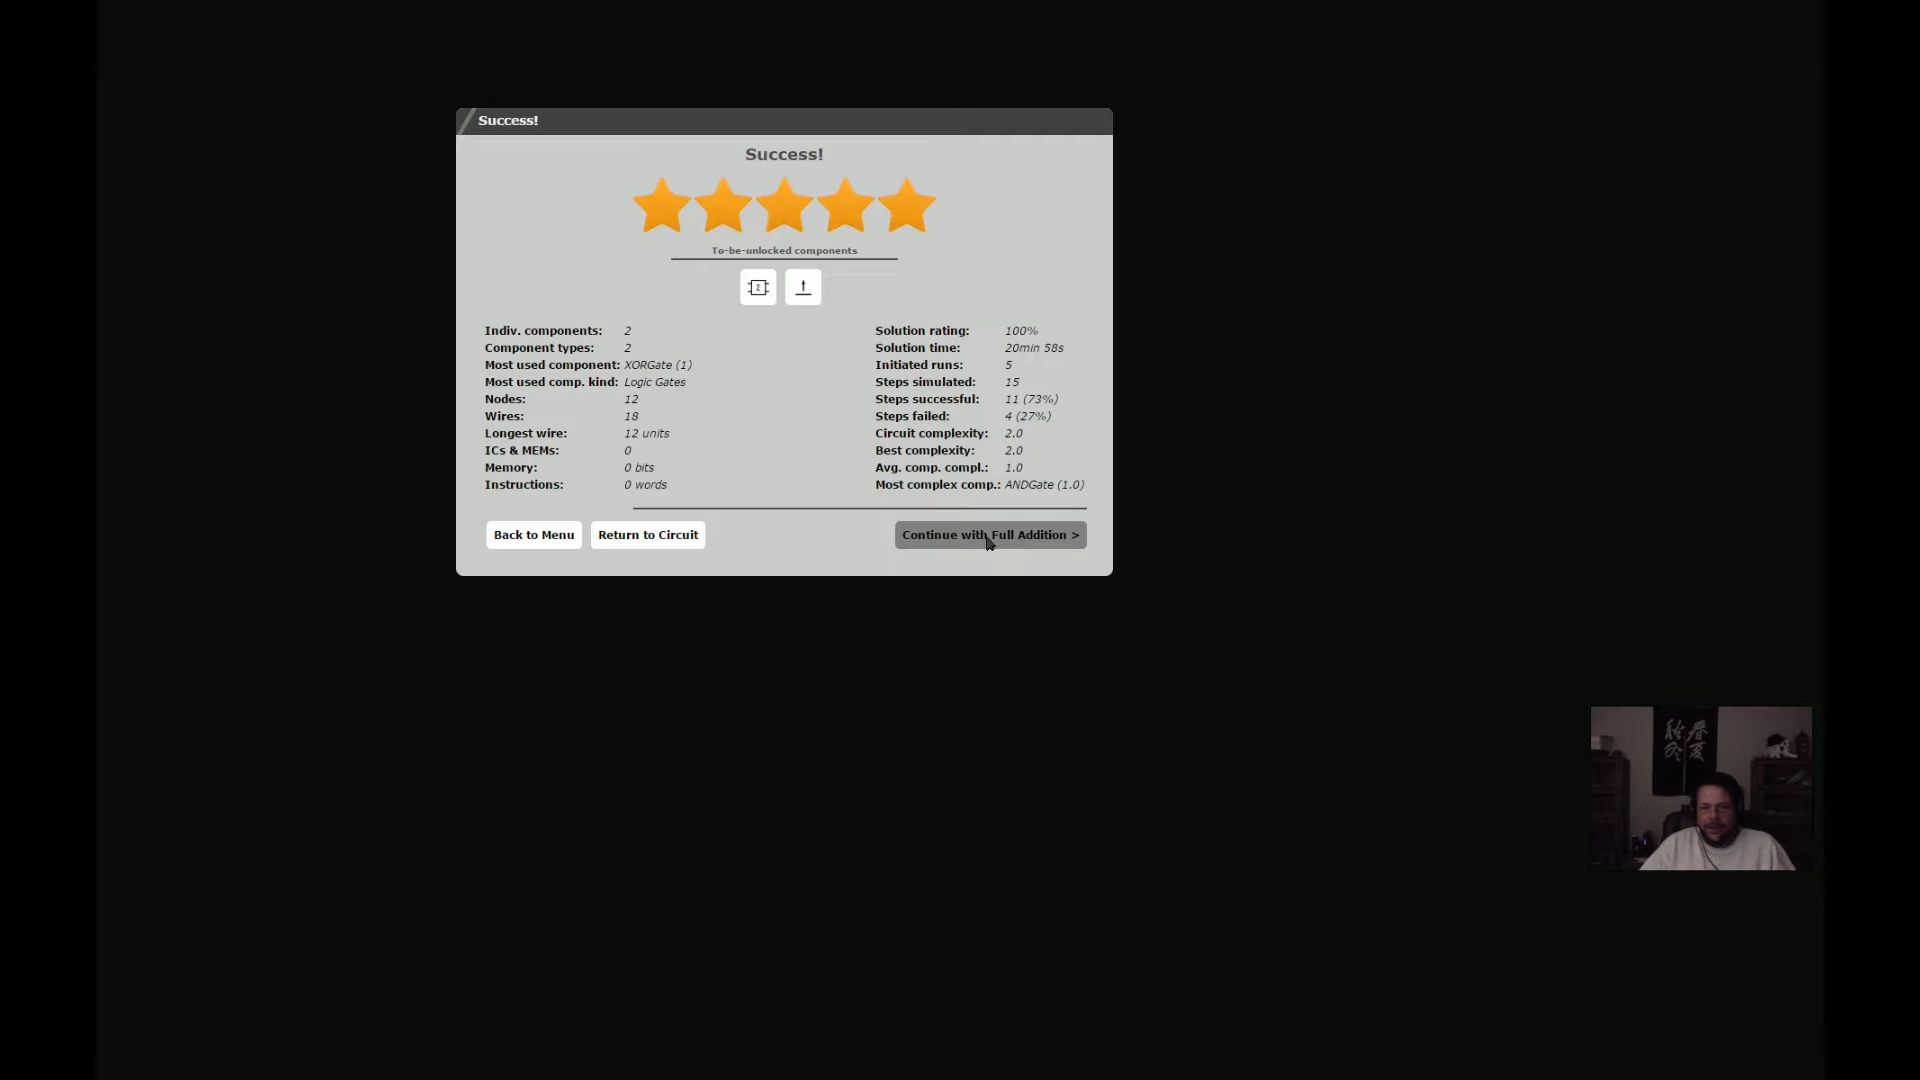 Success!
Success!
To-be-unlocked components
Σ
Indiv. components: 2
Component types: 2
Most used component: XORGate (1)
Most used comp. kind: Logic Gates
Nodes: 12
Wires: 18
Longest wire: 12 units
ICs & MEMs: 0
Memory: 0 bits
Instructions: 0 words
Solution rating: 100%
Solution time: 20min 58s
Initiated runs: 5
Steps simulated: 15
Steps successful: 11 (73%)
Steps failed: 4 (27%)
Circuit complexity: 2.0
Best complexity: 2.0
Avg. comp. compl.: 1.0
Most complex comp.: ANDGate (1.0)
Back to Menu
Return to Circuit
Continue with Full Addition >
春夏
秋冬